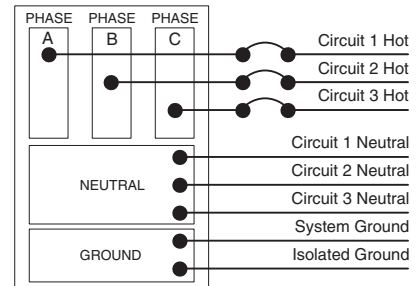 PHASE PHASE PHASE
A B C
Circuit 1 Hot
Circuit 2 Hot
Circuit 3 Hot
Circuit 1 Neutral
NEUTRAL
Circuit 2 Neutral
Circuit 3 Neutral
System Ground
GROUND
Isolated Ground